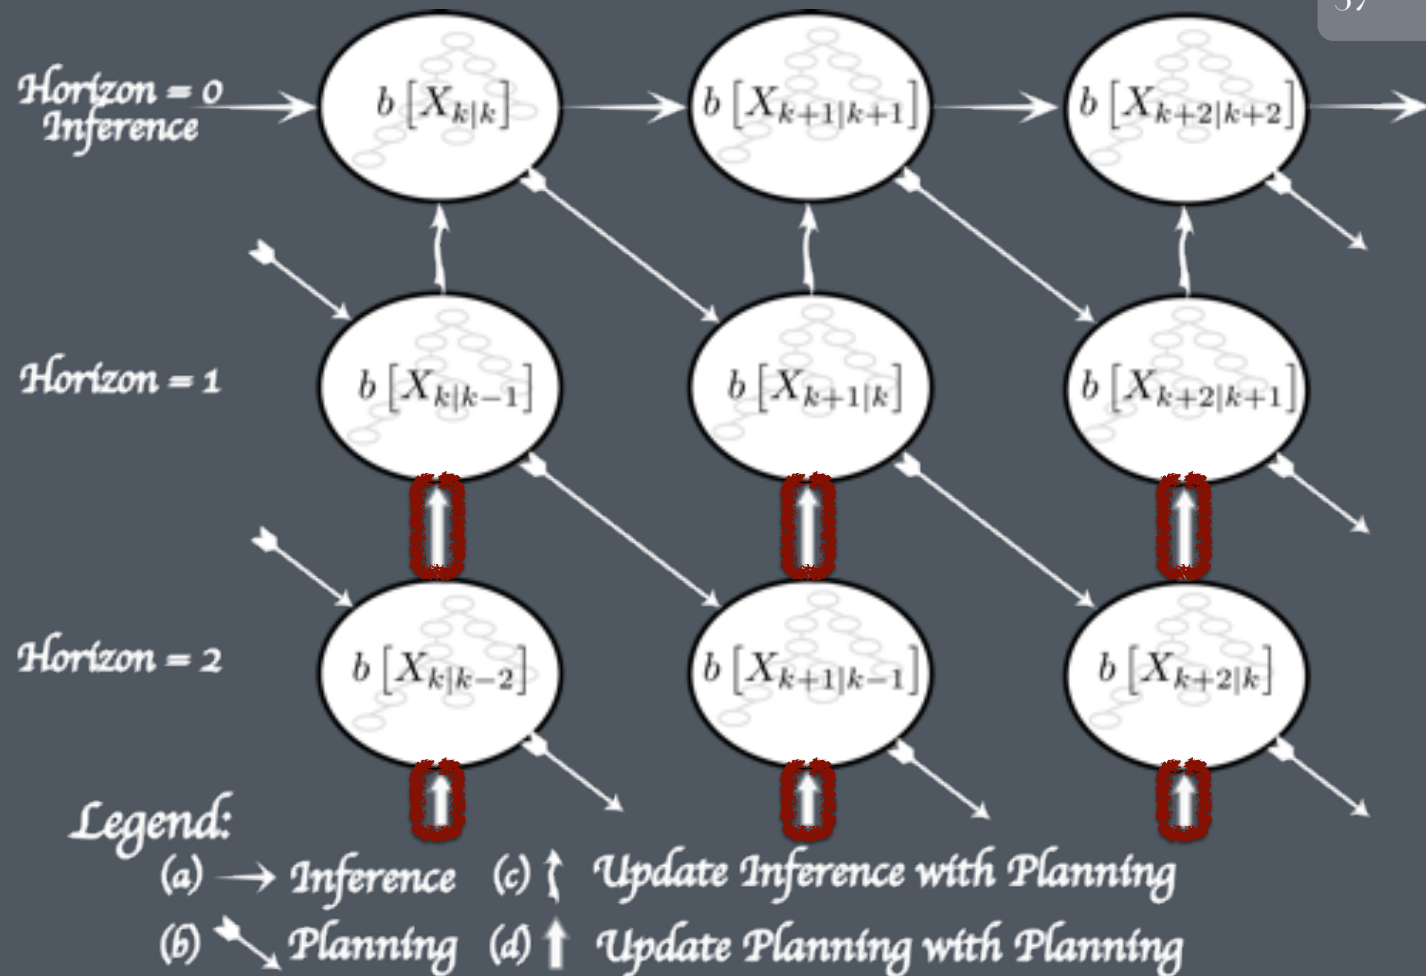 37
Horizon = 0
Inference
b [X_{k|k}]
b [X_{k+1|k+1}]
b [X_{k+2|k+2}]
Horizon = 1
b [X_{k|k−1}]
b [X_{k+1|k}]
b [X_{k+2|k+1}]
Horizon = 2
b [X_{k|k−2}]
b [X_{k+1|k−1}]
b [X_{k+2|k}]
Legend:
(a) → Inference
(c) Update Inference with Planning
(b) Planning
(d) Update Planning with Planning